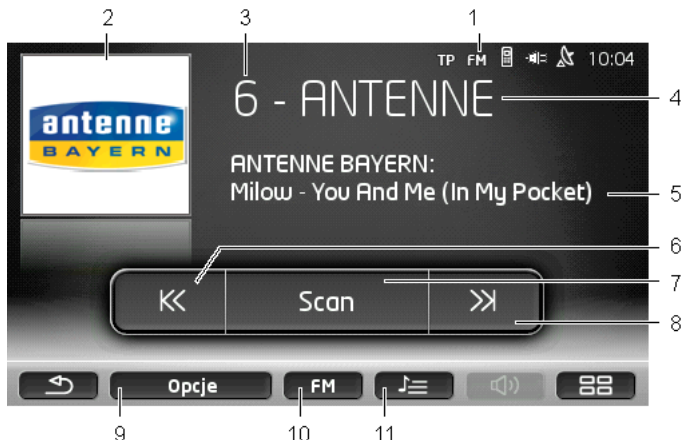 2
3
1
TP FM 10:04
6 - ANTENNE
4
antenne
BAYERN
ANTENNE BAYERN:
Milow - You And Me (In My Pocket)
5
6
Scan
7
8
Opcje
FM
9
10
11